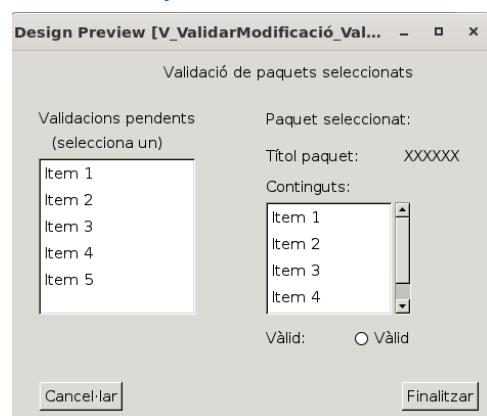 Design Preview [V_ValidarModificació_Val...
Validació de paquets seleccionats
Validacions pendents
(selecciona un)
Item 1
Item 2
Item 3
Item 4
Item 5
Paquet seleccionat:
Títol paquet: XXXXXX
Continguts:
Item 1
Item 2
Item 3
Item 4
Vàlid: Vàlid
Cancel·lar
Finalitzar